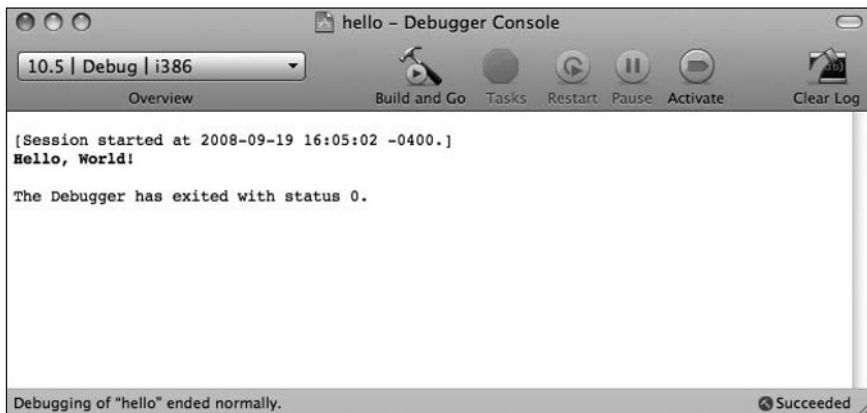 hello – Debugger Console
10.5 | Debug | i386
Overview
Build and Go
Tasks
Restart
Pause
Activate
Clear Log
[Session started at 2008-09-19 16:05:02 -0400.]
Hello, World!
The Debugger has exited with status 0.
Debugging of "hello" ended normally.
Succeeded